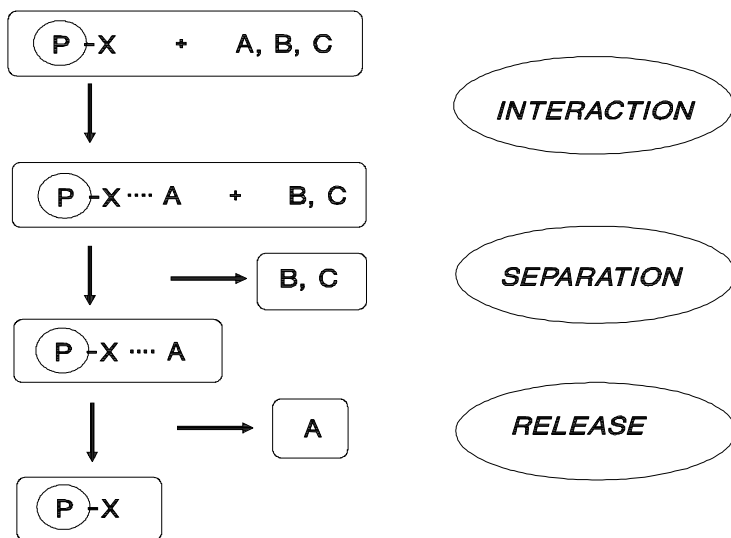 P-X + A, B, C
INTERACTION
P-X ···· A + B, C
B, C
SEPARATION
P-X ···· A
A
RELEASE
P-X